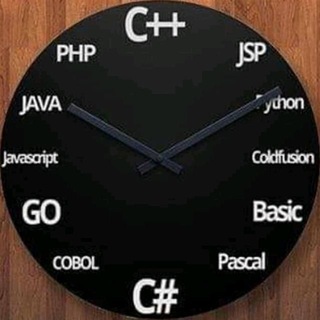 C++
PHP
JSP
JAVA
Python
Javascript
Coldfusion
GO
Basic
COBOL
Pascal
C#